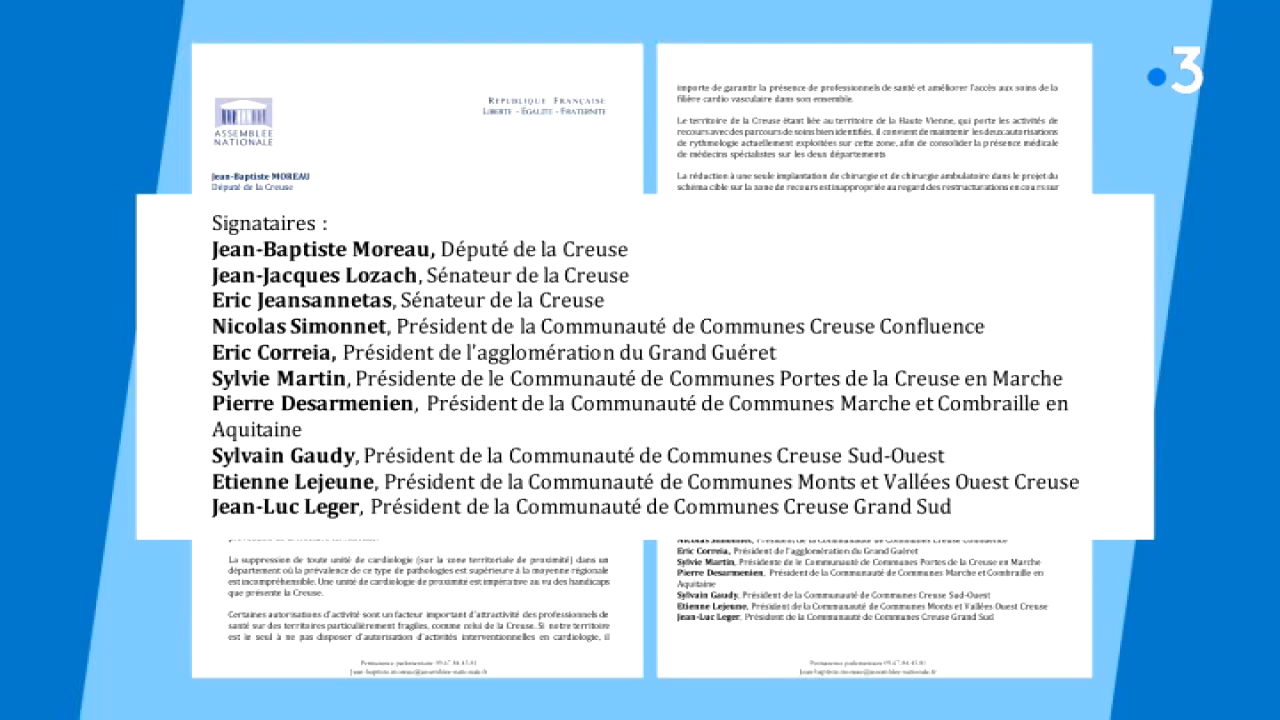 ASSEMBLÉE
NATIONALE
RÉPUBLIQUE FRANÇAISE
LIBERTÉ - ÉGALITÉ - FRATERNITÉ
Jean-Baptiste MOREAU
Député de la Creuse
importe de garantir la présence de professionnels de santé et améliorer l'accès aux soins de la
filière cardio vasculaire dans son ensemble.
Le territoire de la Creuse étant liée au territoire de la Haute Vienne, qui porte les activités de
recours avec des parcours de soins bien identifiés, il convient de maintenir les deux autorisations
de rythmologie actuellement exploitées sur cette zone, afin de consolider la présence médicale
de médecins spécialistes sur les deux départements
La réduction à une seule implantation de chirurgie et de chirurgie ambulatoire dans le projet du
schéma cible sur la zone de recours est inappropriée au regard des restructurations en cours sur
3
Signataires :
Jean-Baptiste Moreau, Député de la Creuse
Jean-Jacques Lozach, Sénateur de la Creuse
Eric Jeansannetas, Sénateur de la Creuse
Nicolas Simonnet, Président de la Communauté de Communes Creuse Confluence
Eric Correia, Président de l'agglomération du Grand Guéret
Sylvie Martin, Présidente de le Communauté de Communes Portes de la Creuse en Marche
Pierre Desarmenien, Président de la Communauté de Communes Marche et Combraille en
Aquitaine
Sylvain Gaudy, Président de la Communauté de Communes Creuse Sud-Ouest
Etienne Lejeune, Président de la Communauté de Communes Monts et Vallées Ouest Creuse
Jean-Luc Leger, Président de la Communauté de Communes Creuse Grand Sud
La suppression de toute unité de cardiologie (sur la zone territoriale de proximité) dans un
département où la prévalence de ce type de pathologies est supérieure à la moyenne régionale
est incompréhensible. Une unité de cardiologie de proximité est impérative au vu des handicaps
que présente la Creuse.
Certaines autorisations d'activité sont un facteur important d'attractivité des professionnels de
santé sur des territoires particulièrement fragiles, comme celui de la Creuse. Si notre territoire
est le seul à ne pas disposer d'autorisation d'activités interventionnelles en cardiologie, il
Permanence parlementaire
Nicolas Simonnet, Président de la Communauté de Communes Creuse Confluence
Eric Correia, Président de l'agglomération du Grand Guéret
Sylvie Martin, Présidente de le Communauté de Communes Portes de la Creuse en Marche
Pierre Desarmenien, Président de la Communauté de Communes Marche et Combraille en
Aquitaine
Sylvain Gaudy, Président de la Communauté de Communes Creuse Sud-Ouest
Etienne Lejeune, Président de la Communauté de Communes Monts et Vallées Ouest Creuse
Jean-Luc Leger, Président de la Communauté de Communes Creuse Grand Sud
Permanence parlementaire